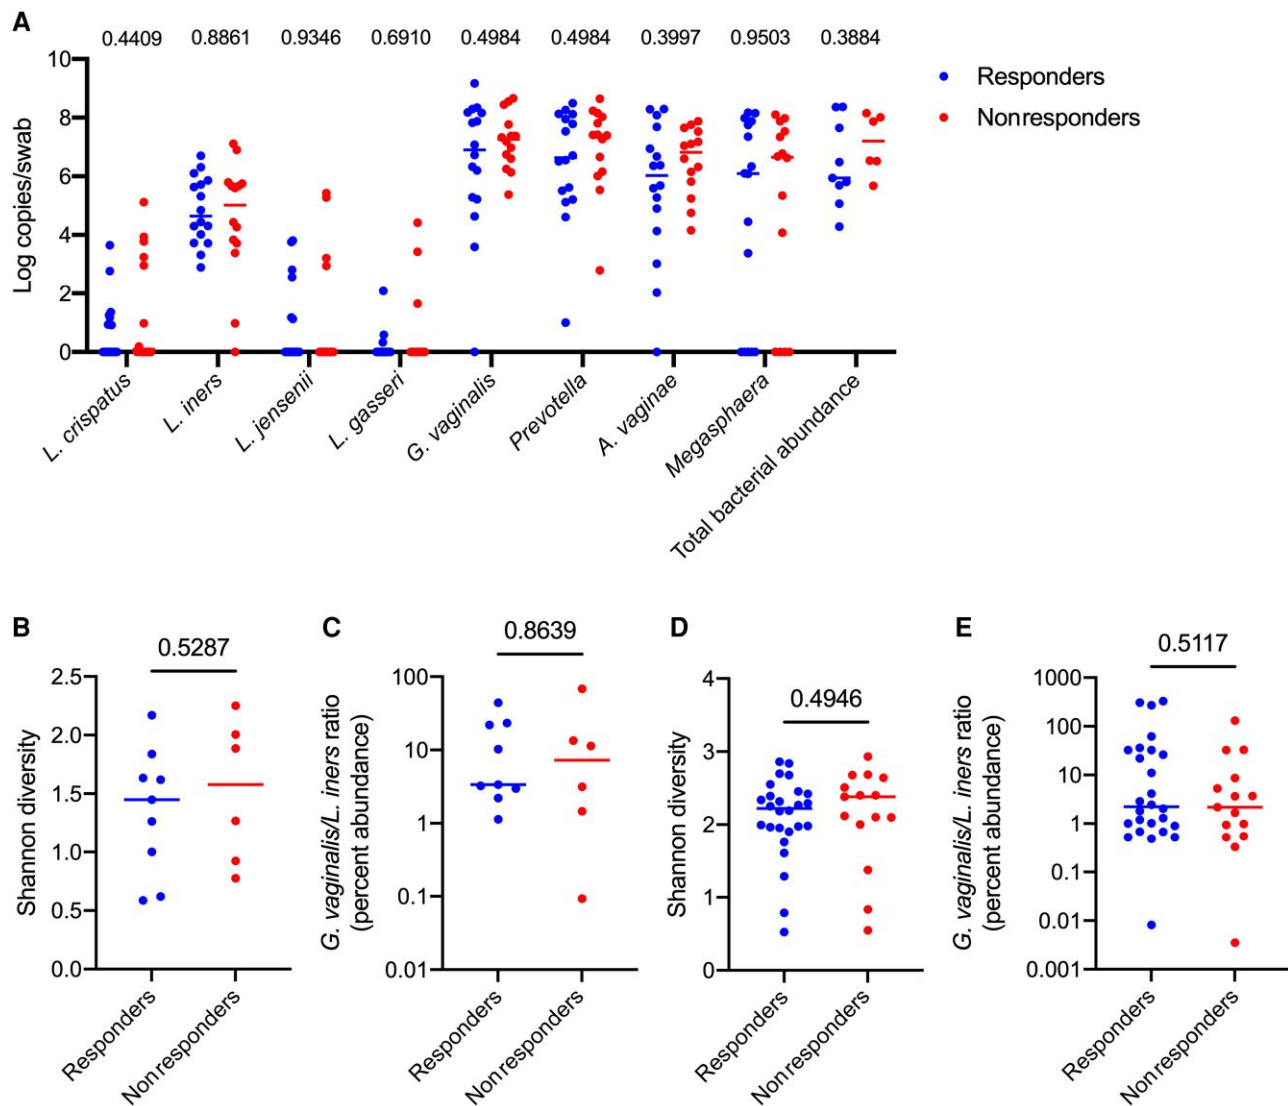 A
0.4409 0.8861 0.9346 0.6910 0.4984 0.4984 0.3997 0.9503 0.3884
10
8
6
4
2
0
Log copies/swab
L. crispatus
L. iners
L. jensenii
L. gasseri
G. vaginalis
Prevotella
A. vaginae
Megasphaera
Total bacterial abundance
Responders
Nonresponders
B
0.5287
2.5
2.0
1.5
1.0
0.5
0.0
Shannon diversity
Responders
Nonresponders
C
0.8639
100
10
1
0.1
0.01
G. vaginalis/L. iners ratio
(percent abundance)
Responders
Nonresponders
D
0.4946
4
3
2
1
0
Shannon diversity
Responders
Nonresponders
E
0.5117
1000
100
10
1
0.1
0.01
0.001
G. vaginalis/L. iners ratio
(percent abundance)
Responders
Nonresponders